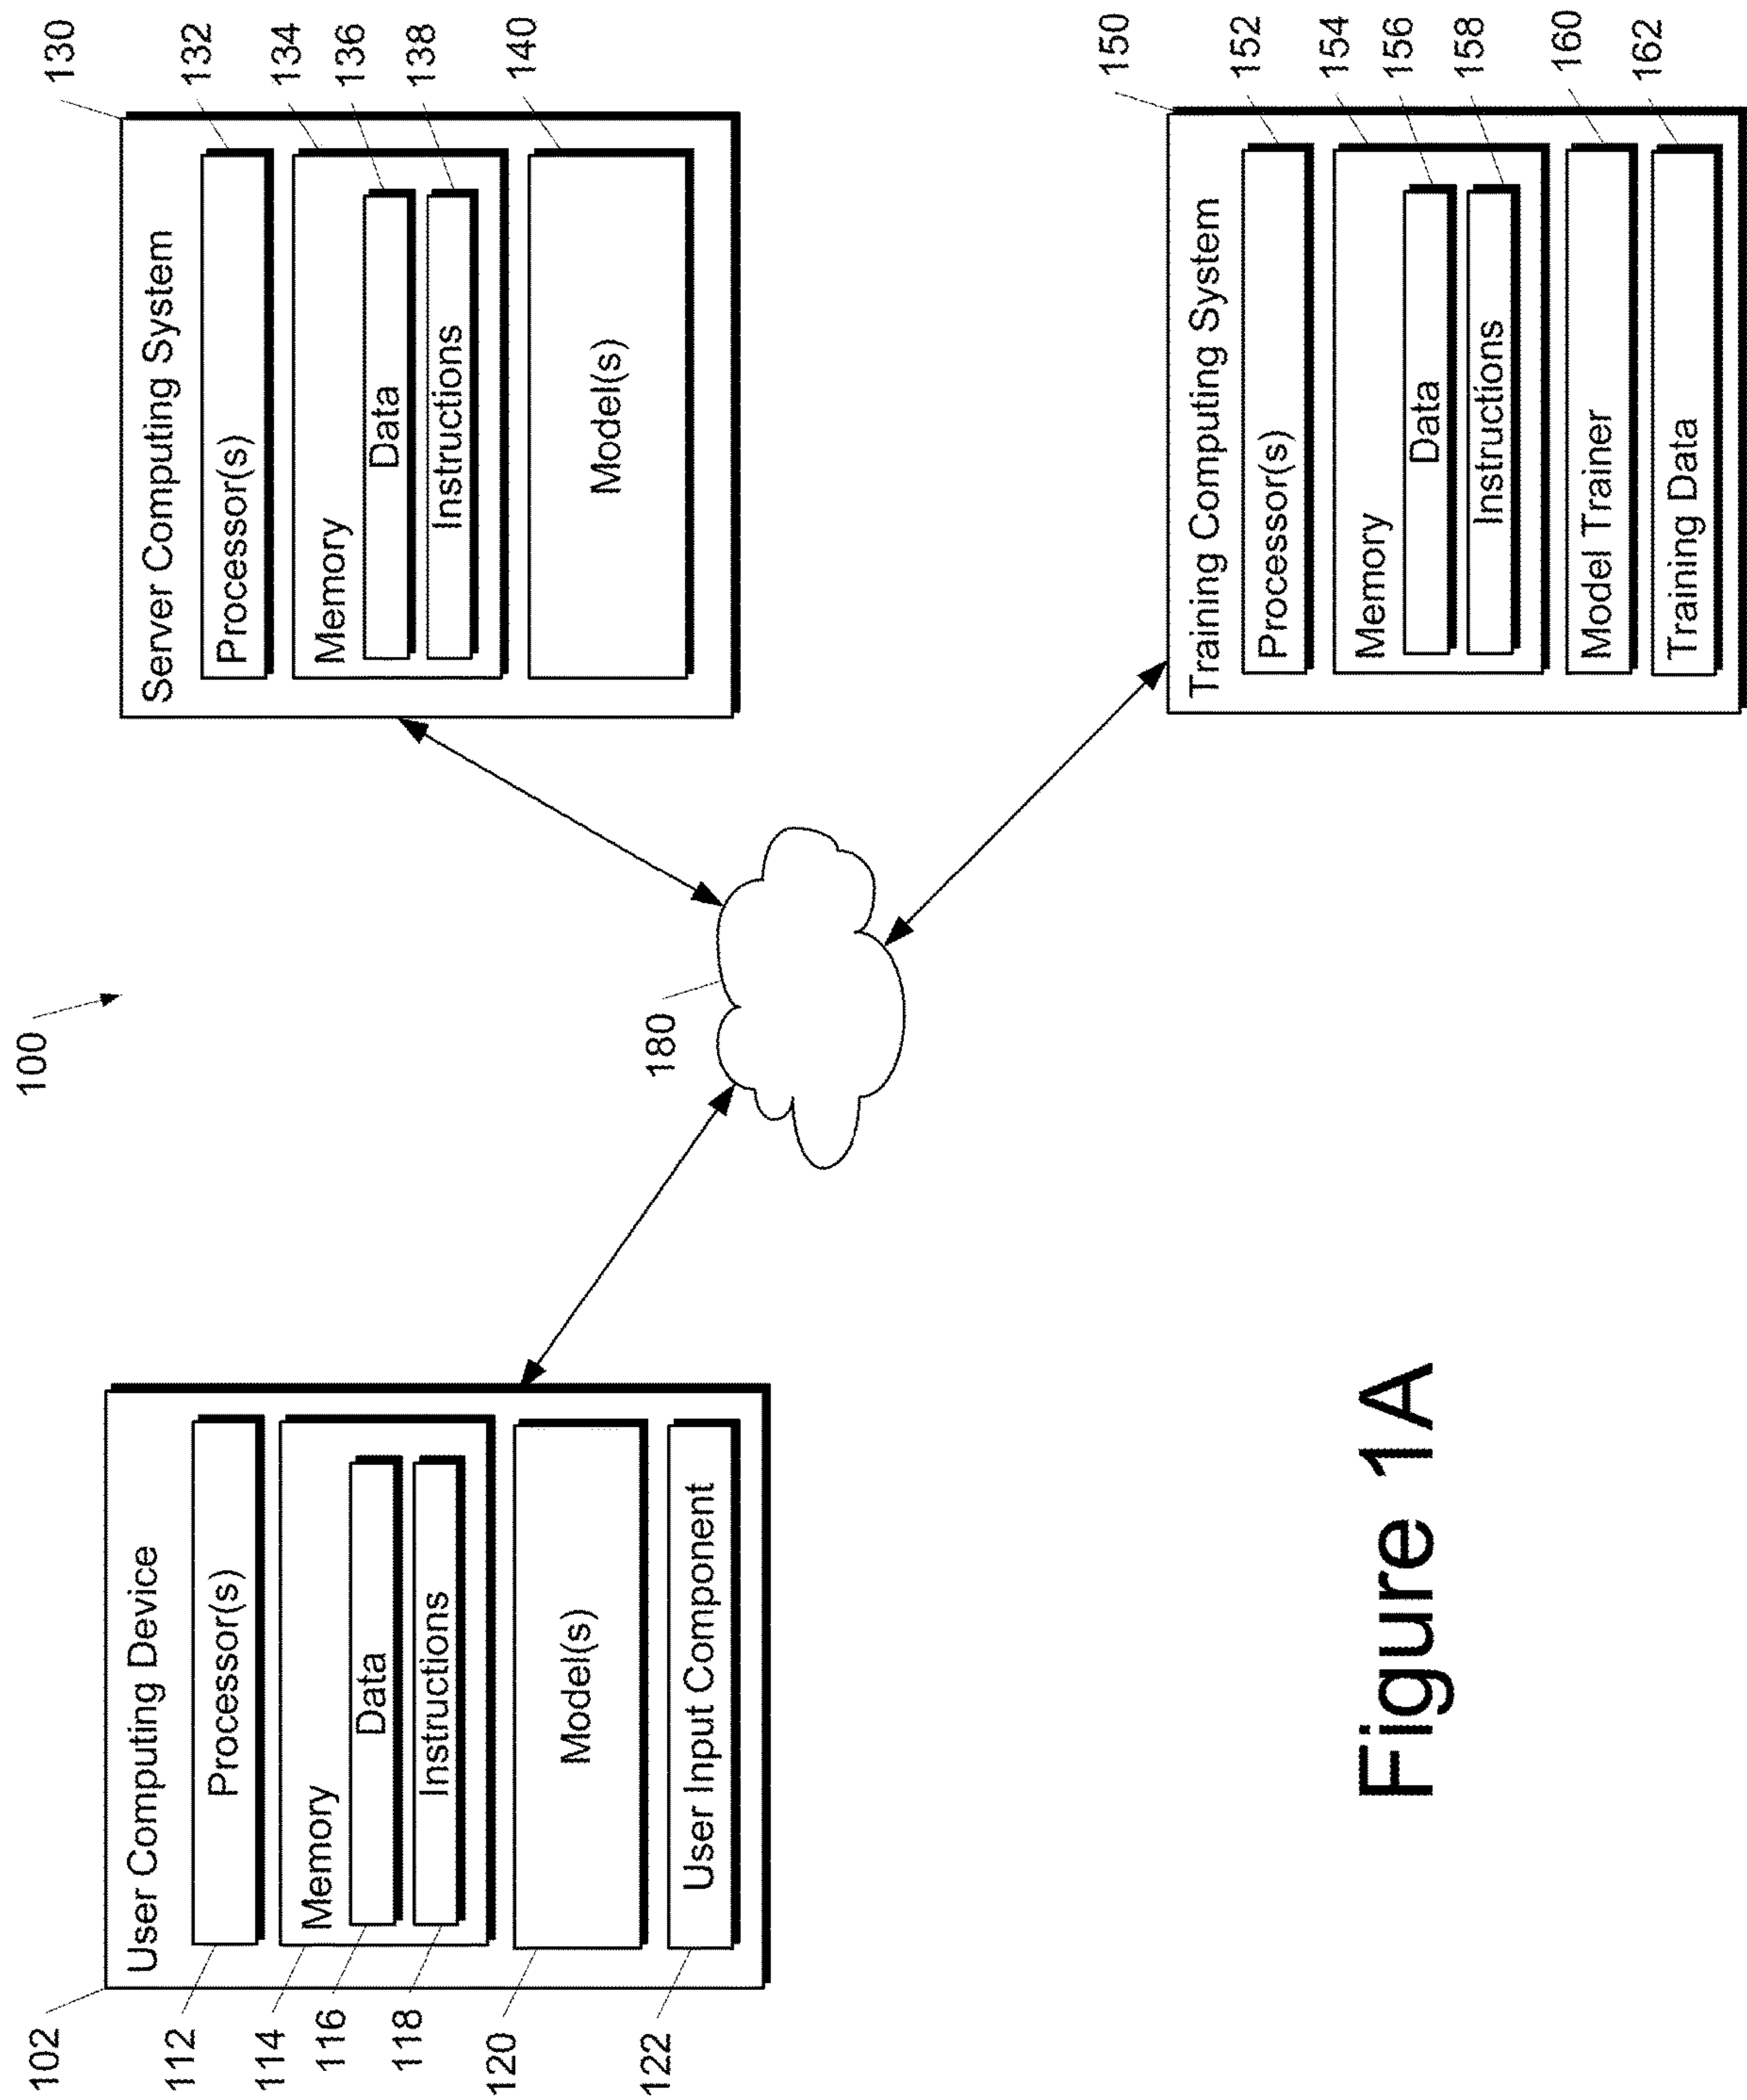 100
102
User Computing Device
112
Processor(s)
114
Memory
116
Data
118
Instructions
120
Model(s)
122
User Input Component
180
130
Server Computing System
132
Processor(s)
134
Memory
136
Data
138
Instructions
140
Model(s)
150
Training Computing System
152
Processor(s)
154
Memory
156
Data
158
Instructions
160
Model Trainer
162
Training Data
Figure 1A